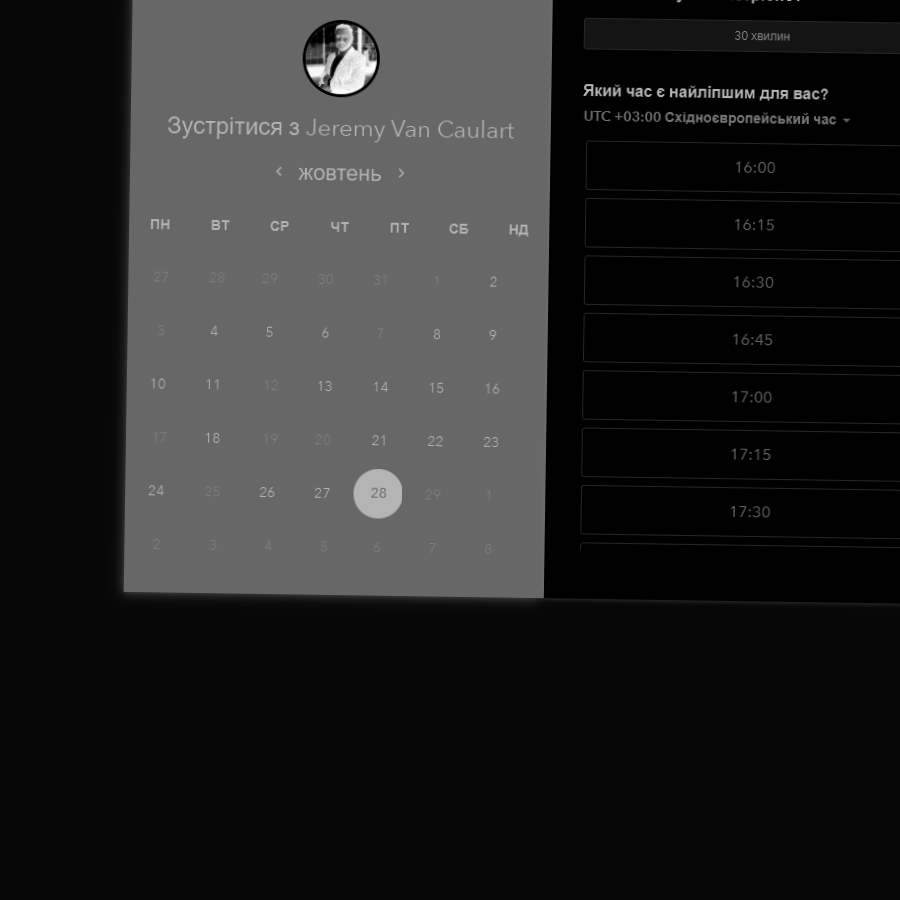 30 хвилин
Зустрітися з Jeremy Van Caulart
жовтень
ПН ВТ СР ЧТ ПТ СБ НД
27 28 29 30 31 1 2
3 4 5 6 7 8 9
10 11 12 13 14 15 16
17 18 19 20 21 22 23
24 25 26 27 28 29 1
2 3 4 5 6 7 8
Який час є найліпшим для вас?
UTC +03:00 Східноєвропейський час
16:00
16:15
16:30
16:45
17:00
17:15
17:30